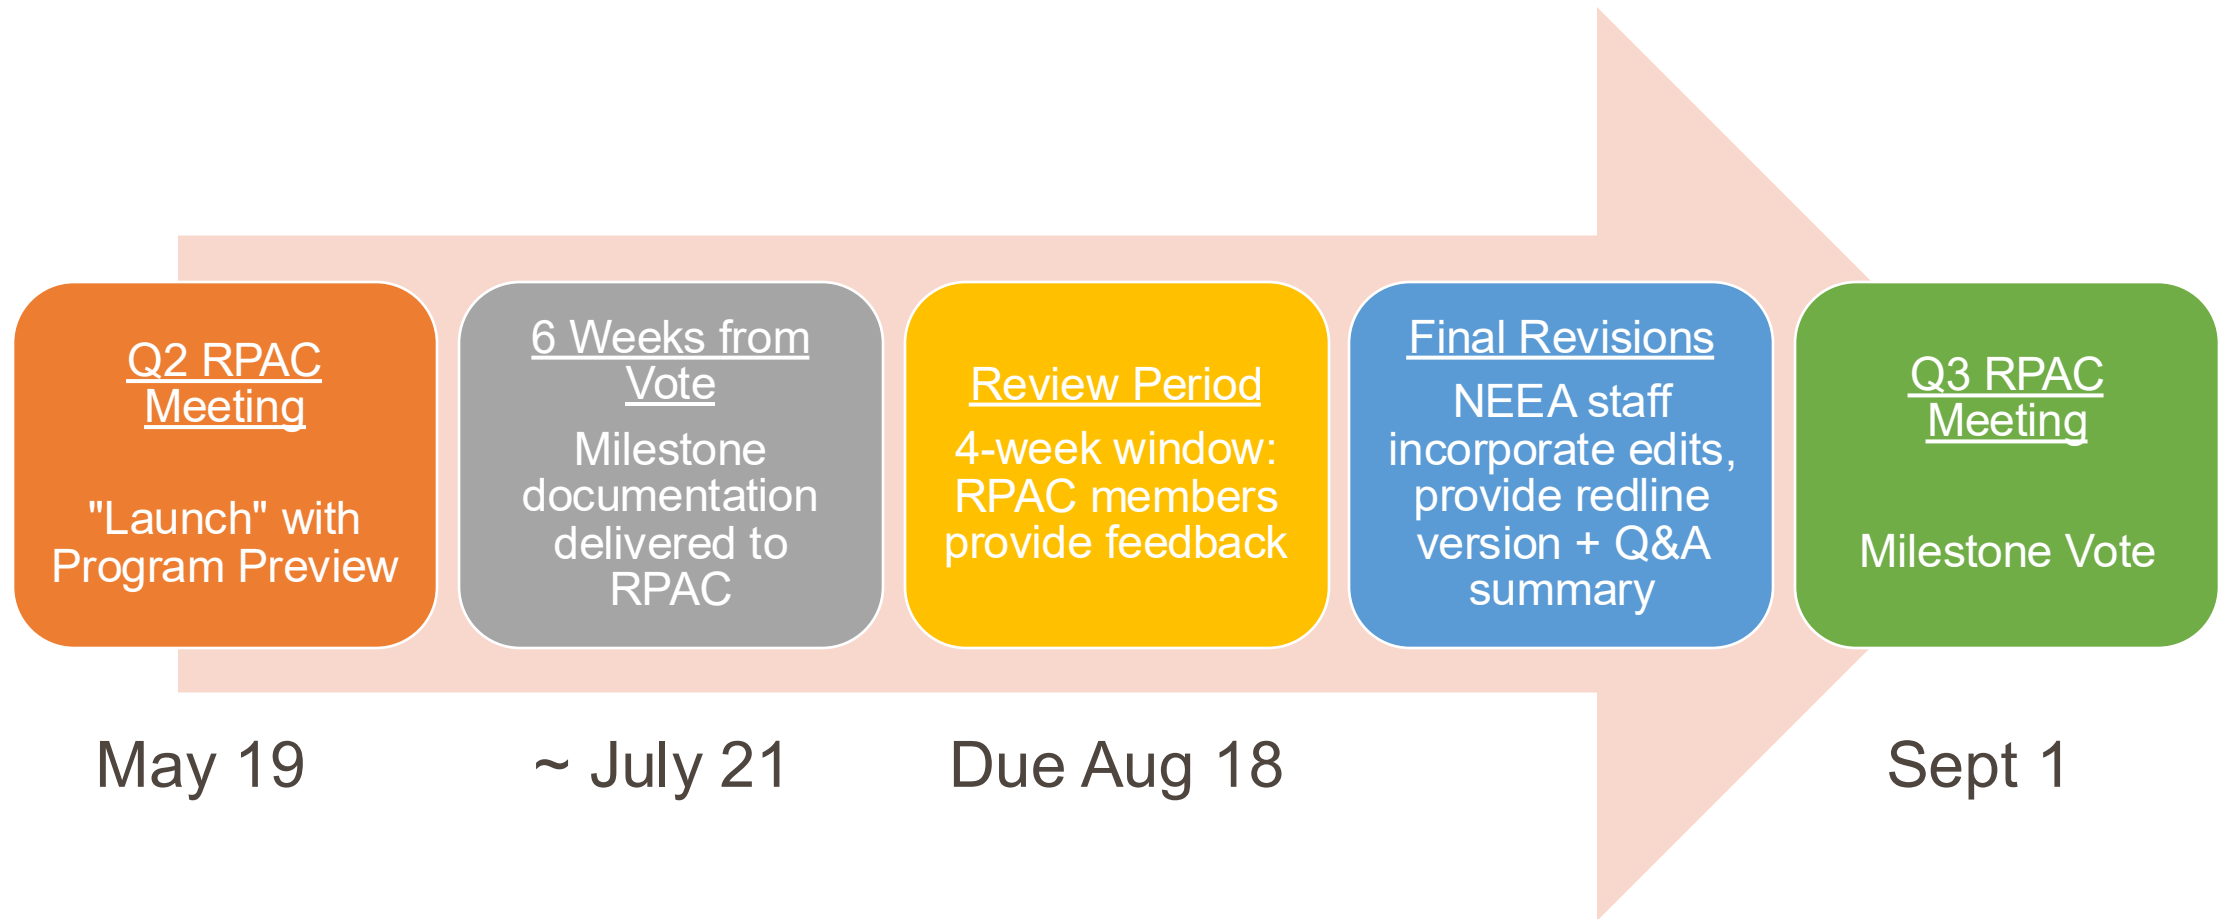 Q2 RPAC
Meeting
"Launch" with
Program Preview
6 Weeks from
Vote
Milestone
documentation
delivered to
RPAC
Review Period
4-week window:
RPAC members
provide feedback
Final Revisions
NEEA staff
incorporate edits,
provide redline
version + Q&A
summary
Q3 RPAC
Meeting
Milestone Vote
May 19
~ July 21
Due Aug 18
Sept 1